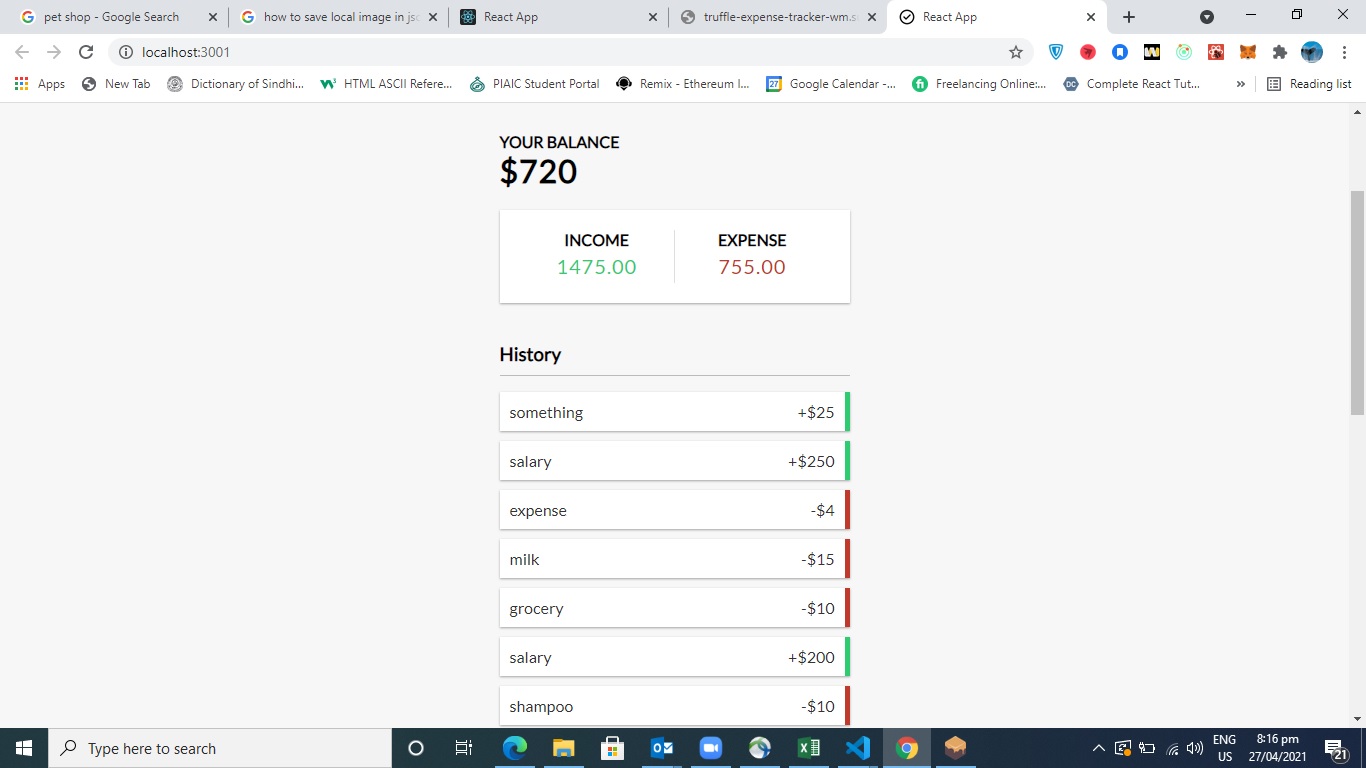 pet shop - Google Search
how to save local image in jsc
React App
truffle-expense-tracker-wm.s
React App
localhost:3001
Apps
New Tab
Dictionary of Sindhi...
HTML ASCII Refere...
PIAIC Student Portal
Remix - Ethereum I...
27
Google Calendar -...
fi
Freelancing Online:...
DC
Complete React Tut...
»
Reading list
YOUR BALANCE
$720
INCOME EXPENSE
1475.00 755.00
History
something +$25
salary +$250
expense -$4
milk -$15
grocery -$10
salary +$200
shampoo -$10
Type here to search
ENG
US
8:16 pm
27/04/2021
21